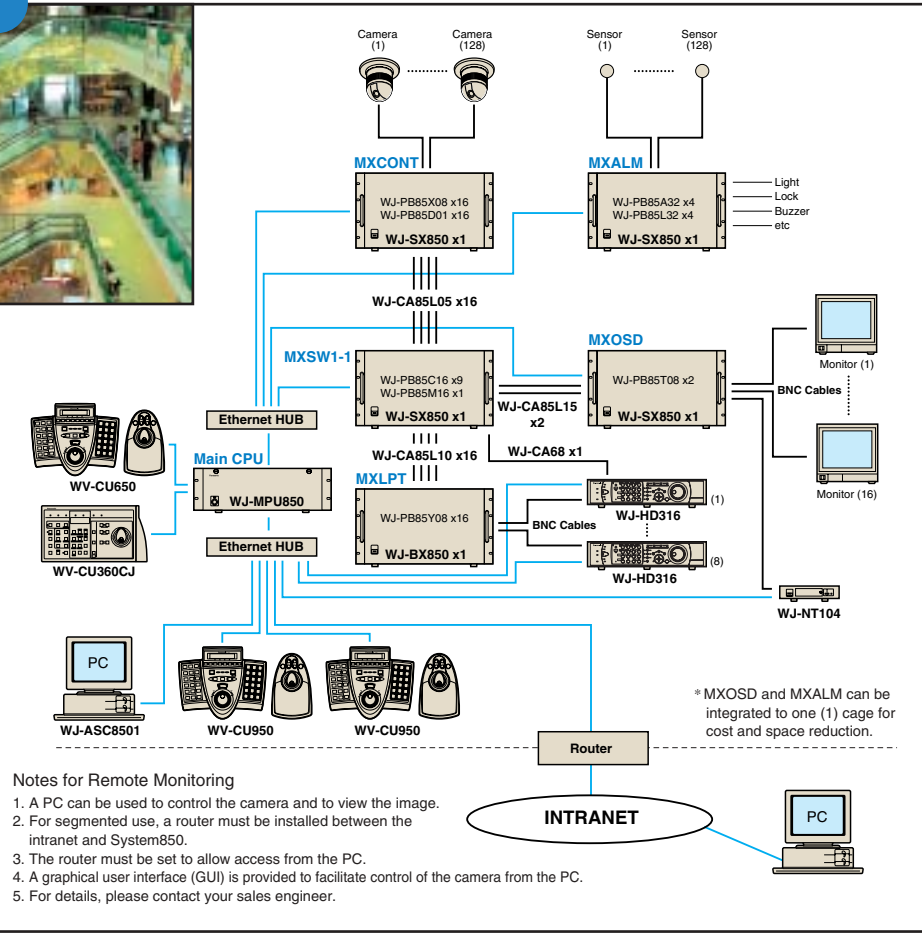 Camera
(1)
Camera
(128)
Sensor
(1)
Sensor
(128)
MXCONT
WJ-PB85X08 x16
WJ-PB85D01 x16
WJ-SX850 x1
MXALM
WJ-PB85A32 x4
WJ-PB85L32 x4
WJ-SX850 x1
Light
Lock
Buzzer
etc
WJ-CA85L05 x16
MXSW1-1
WJ-PB85C16 x9
WJ-PB85M16 x1
WJ-SX850 x1
MXOSD
WJ-PB85T08 x2
WJ-SX850 x1
WJ-CA85L15
x2
BNC Cables
Monitor (1)
Monitor (16)
Ethernet HUB
WJ-CA85L10 x16
WJ-CA68 x1
WV-CU650
Main CPU
WJ-MPU850
MXLPT
WJ-PB85Y08 x16
WJ-BX850 x1
BNC Cables
(1)
WJ-HD316
(8)
WJ-HD316
WV-CU360CJ
Ethernet HUB
WJ-NT104
PC
WJ-ASC8501
WV-CU950
WV-CU950
* MXOSD and MXALM can be
integrated to one (1) cage for
cost and space reduction.
Router
Notes for Remote Monitoring
1. A PC can be used to control the camera and to view the image.
2. For segmented use, a router must be installed between the
intranet and System850.
3. The router must be set to allow access from the PC.
4. A graphical user interface (GUI) is provided to facilitate control of the camera from the PC.
5. For details, please contact your sales engineer.
INTRANET
PC